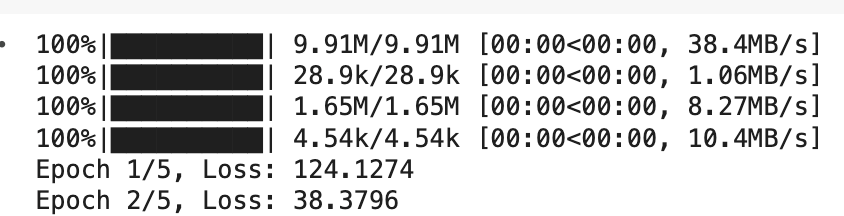 100%|██████████| 9.91M/9.91M [00:00<00:00, 38.4MB/s]
100%|██████████| 28.9k/28.9k [00:00<00:00, 1.06MB/s]
100%|██████████| 1.65M/1.65M [00:00<00:00, 8.27MB/s]
100%|██████████| 4.54k/4.54k [00:00<00:00, 10.4MB/s]
Epoch 1/5, Loss: 124.1274
Epoch 2/5, Loss: 38.3796